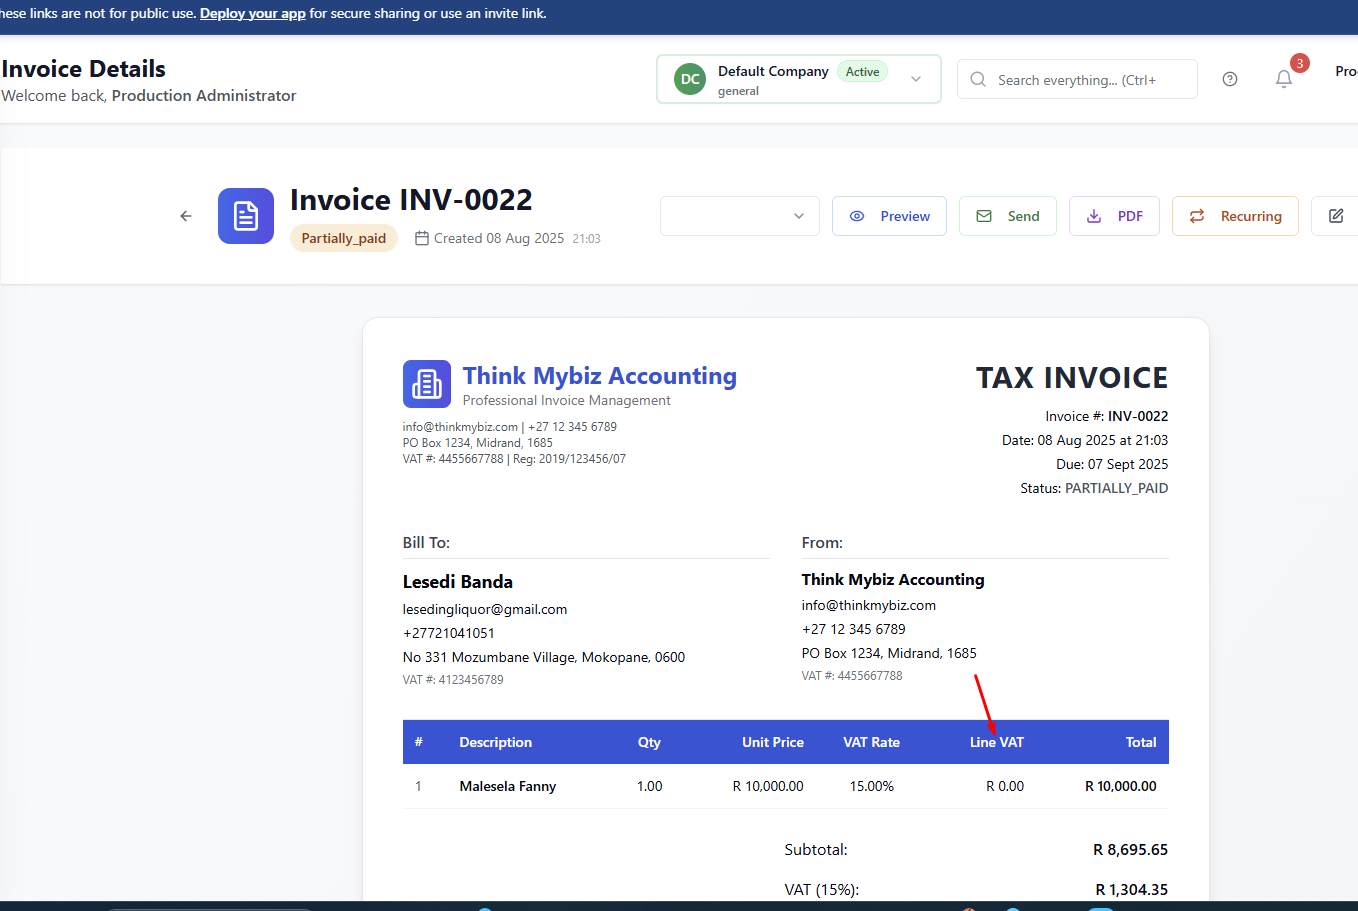 hese links are not for public use. Deploy your app for secure sharing or use an invite link.
Invoice Details
Welcome back, Production Administrator
DC
Default Company
Active
general
Search everything... (Ctrl+
3
Pro
Invoice INV-0022
Partially_paid
Created 08 Aug 2025 21:03
Preview
Send
PDF
Recurring
Think Mybiz Accounting
Professional Invoice Management
info@thinkmybiz.com | +27 12 345 6789
PO Box 1234, Midrand, 1685
VAT #: 4455667788 | Reg: 2019/123456/07
TAX INVOICE
Invoice #: INV-0022
Date: 08 Aug 2025 at 21:03
Due: 07 Sept 2025
Status: PARTIALLY_PAID
Bill To:
Lesedi Banda
lesedingliquor@gmail.com
+27721041051
No 331 Mozumbane Village, Mokopane, 0600
VAT #: 4123456789
From:
Think Mybiz Accounting
info@thinkmybiz.com
+27 12 345 6789
PO Box 1234, Midrand, 1685
VAT #: 4455667788
# Description Qty Unit Price VAT Rate Line VAT Total
1 Malesela Fanny 1.00 R 10,000.00 15.00% R 0.00 R 10,000.00
Subtotal: R 8,695.65
VAT (15%): R 1,304.35